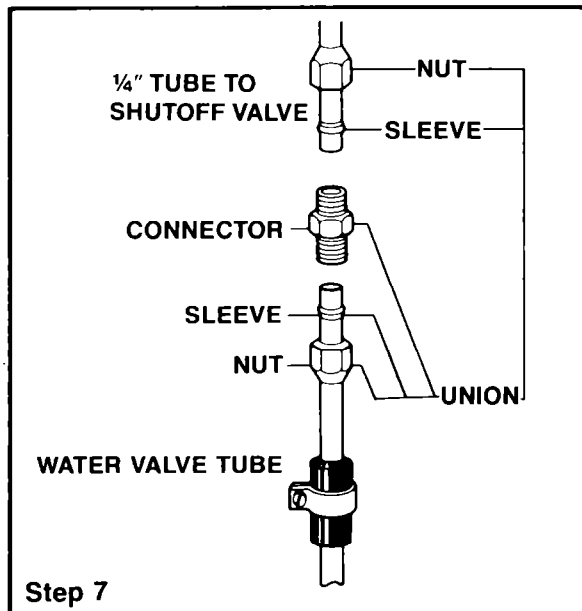 NUT
¼" TUBE TO
SHUTOFF VALVE
SLEEVE
CONNECTOR
SLEEVE
NUT
UNION
WATER VALVE TUBE
Step 7